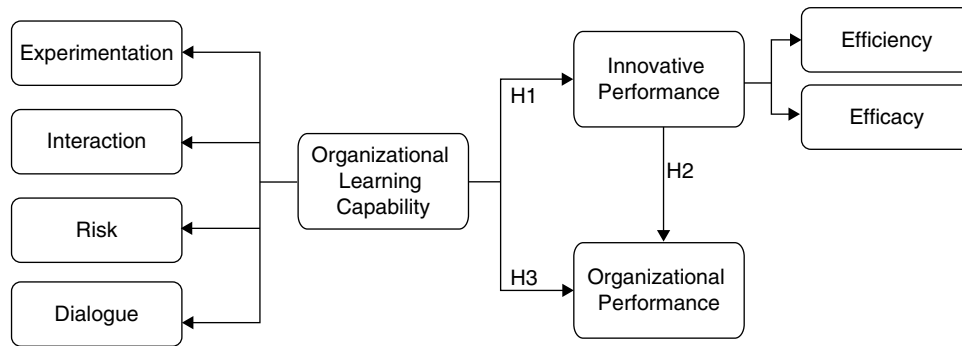 Experimentation
Interaction
Risk
Dialogue
Organizational
Learning
Capability
H1
H3
Innovative
Performance
H2
Organizational
Performance
Efficiency
Efficacy